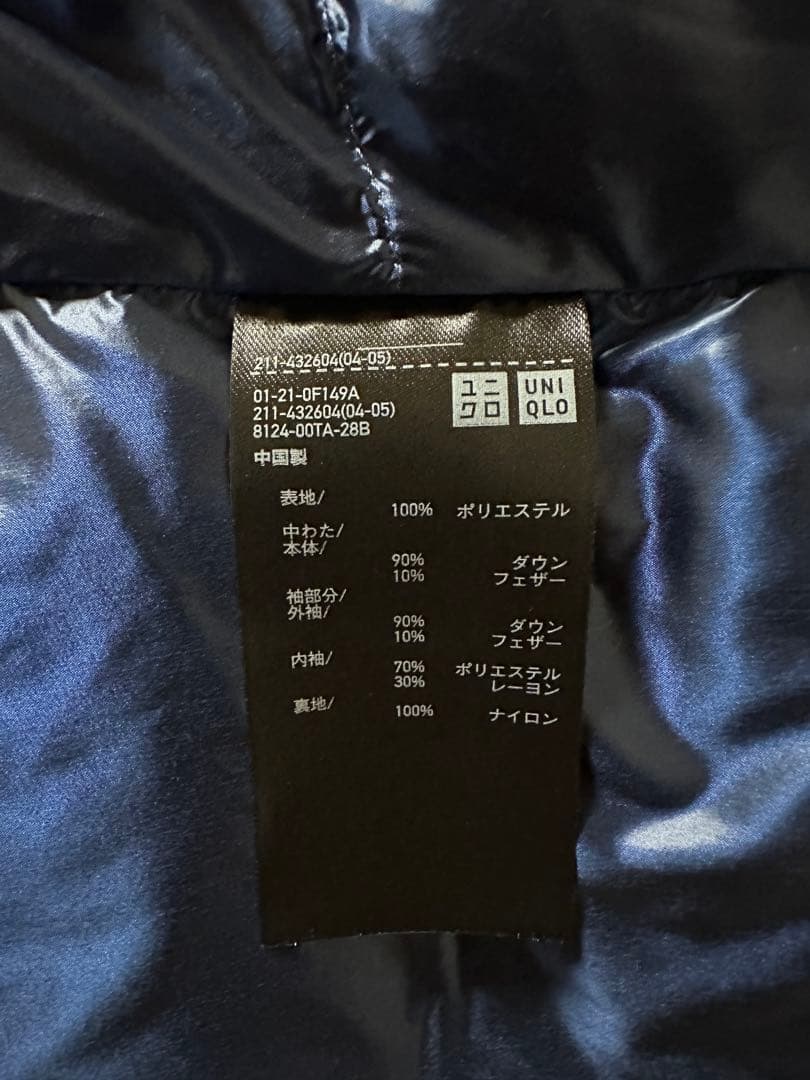 211-432604(04-05)
01-21-0F149A
211-432604(04-05)
8124-00TA-28B
中国製
ユニクロ
UNIQLO
表地/
100% ポリエステル
中わた/
本体/
90% ダウン
10% フェザー
袖部分/
外袖/
90% ダウン
10% フェザー
内袖/
70% ポリエステル
30% レーヨン
裏地/
100% ナイロン